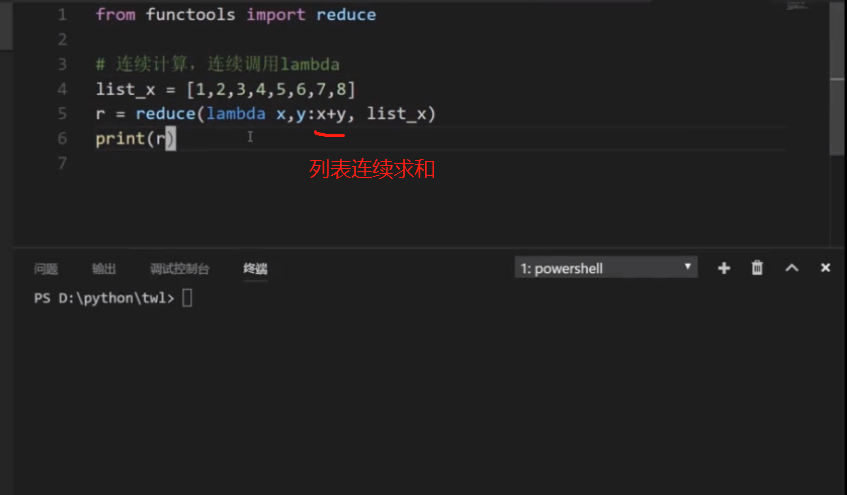 1 from functools import reduce
2
3 # 连续计算，连续调用lambda
4 list_x = [1,2,3,4,5,6,7,8]
5 r = reduce(lambda x,y:x+y, list_x)
6 print(r)
7
列表连续求和
问题 输出 调试控制台 终端 1: powershell
PS D:\python\twl>